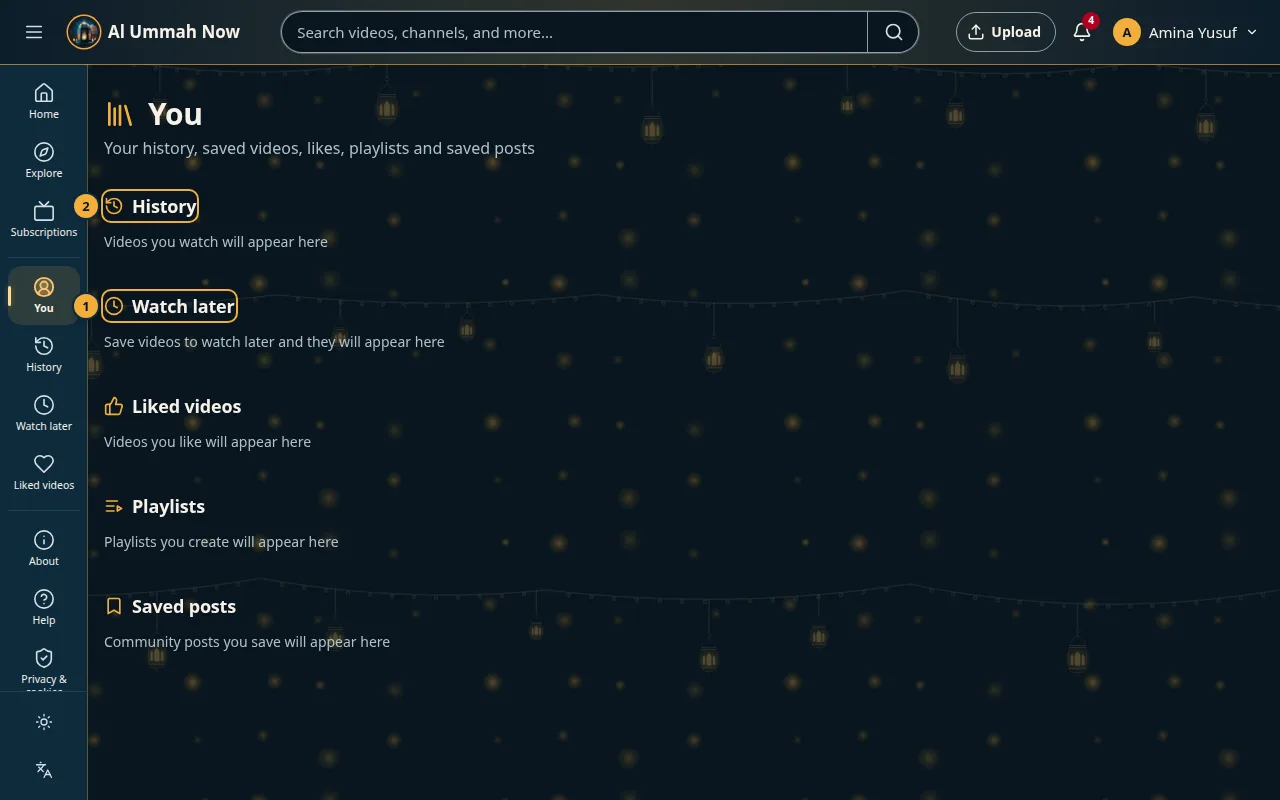 Al Ummah Now
Search videos, channels, and more...
Upload
4
A
Amina Yusuf
Home
Explore
Subscriptions
You
History
Watch later
Liked videos
About
Help
Privacy &
cookies
You
Your history, saved videos, likes, playlists and saved posts
2
History
Videos you watch will appear here
1
Watch later
Save videos to watch later and they will appear here
Liked videos
Videos you like will appear here
Playlists
Playlists you create will appear here
Saved posts
Community posts you save will appear here